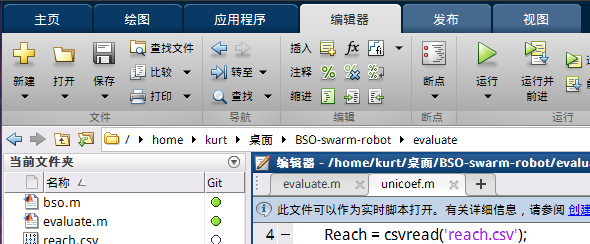 主页 绘图 应用程序 编辑器 发布 视图
新建 打开 保存 查找文件 比较 打印
转至 查找
插入 fx fi
注释
缩进
断点 运行 运行并前进
文件 导航 运行
/ home kurt 桌面 BSO-swarm-robot evaluate
当前文件夹
名称 Git
bso.m
evaluate.m
reach.csv
编辑器 - /home/kurt/桌面/BSO-swarm-robot/evalua
evaluate.m unicoef.m
此文件可以作为实时脚本打开。有关详细信息，请参阅 创建
4 Reach = csvread('reach.csv');